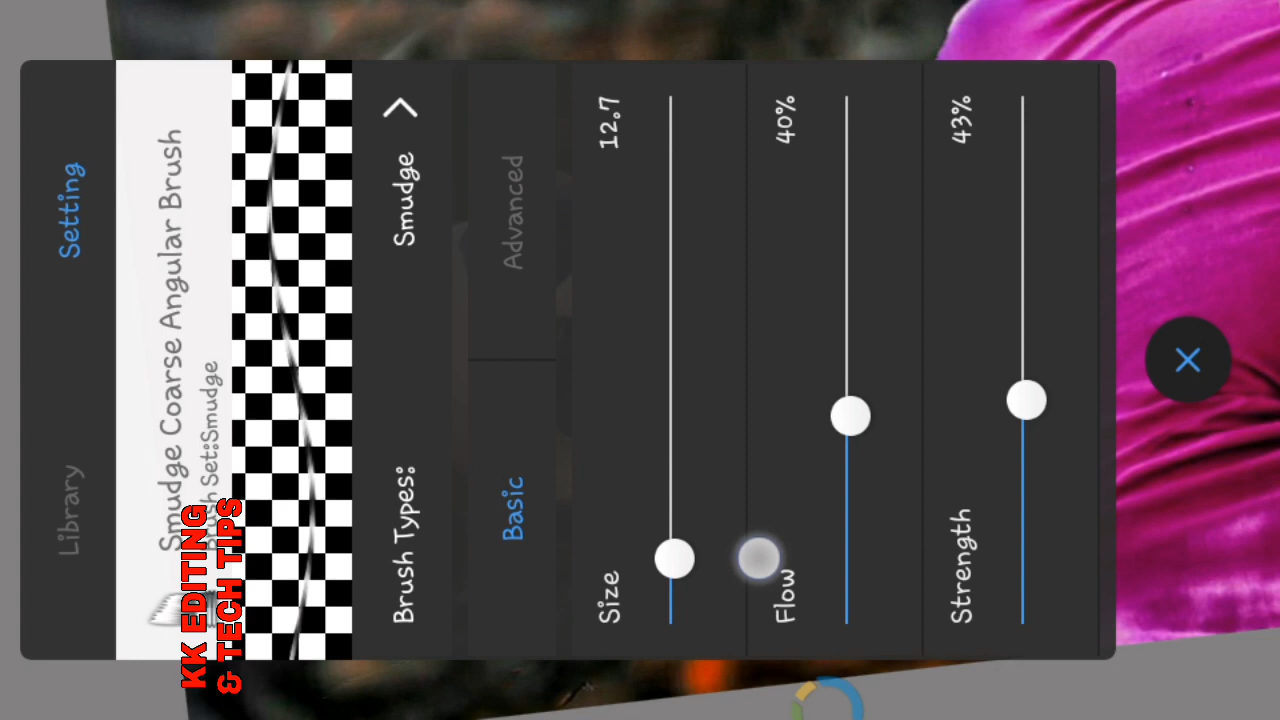 Library
Setting
Smudge Coarse Angular Brush
Brush Set:Smudge
KK EDITING
& TECH TIPS
Brush Types:
Smudge
Basic
Advanced
Size
12.7
Flow
40%
Strength
43%